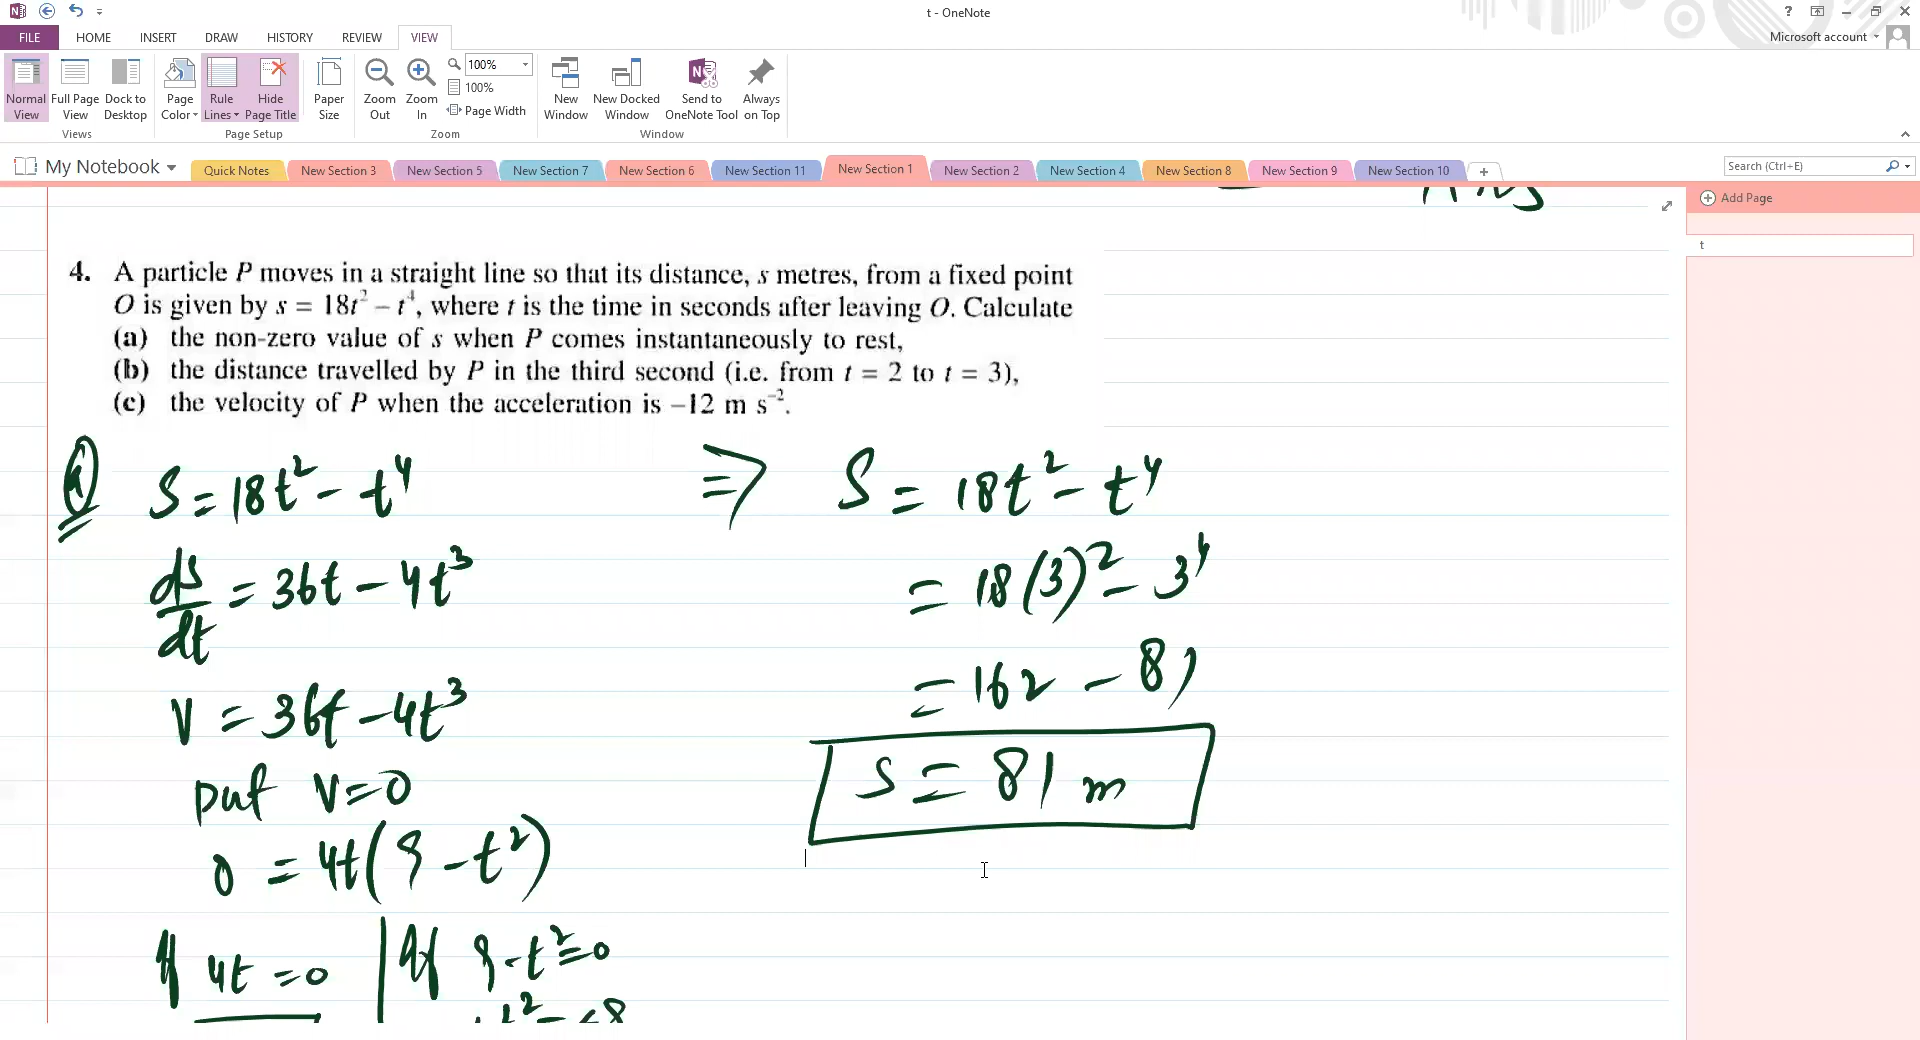 t - OneNote
FILE HOME INSERT DRAW HISTORY REVIEW VIEW
Microsoft account
Normal View
Full Page View
Dock to Desktop
Page Color
Rule Lines
Hide Page Title
Paper Size
Zoom Out
Zoom In
100%
100%
Page Width
New Window
New Docked Window
Send to OneNote Tool
Always on Top
Views
Page Setup
Zoom
Window
My Notebook
Quick Notes
New Section 3
New Section 5
New Section 7
New Section 6
New Section 11
New Section 1
New Section 2
New Section 4
New Section 8
New Section 9
New Section 10
Search (Ctrl+E)
Add Page
t
4. A particle P moves in a straight line so that its distance, s metres, from a fixed point
O is given by s = 18t² – t⁴, where t is the time in seconds after leaving O. Calculate
(a) the non-zero value of s when P comes instantaneously to rest,
(b) the distance travelled by P in the third second (i.e. from t = 2 to t = 3),
(c) the velocity of P when the acceleration is –12 m s⁻².
a
S = 18t² - t⁴
ds/dt = 36t - 4t³
V = 36t - 4t³
put V=0
0 = 4t(9 - t²)
If 4t = 0 | If 9 - t² = 0
⇒ S = 18t² - t⁴
= 18(3)² - 3⁴
= 162 - 81
S = 81 m